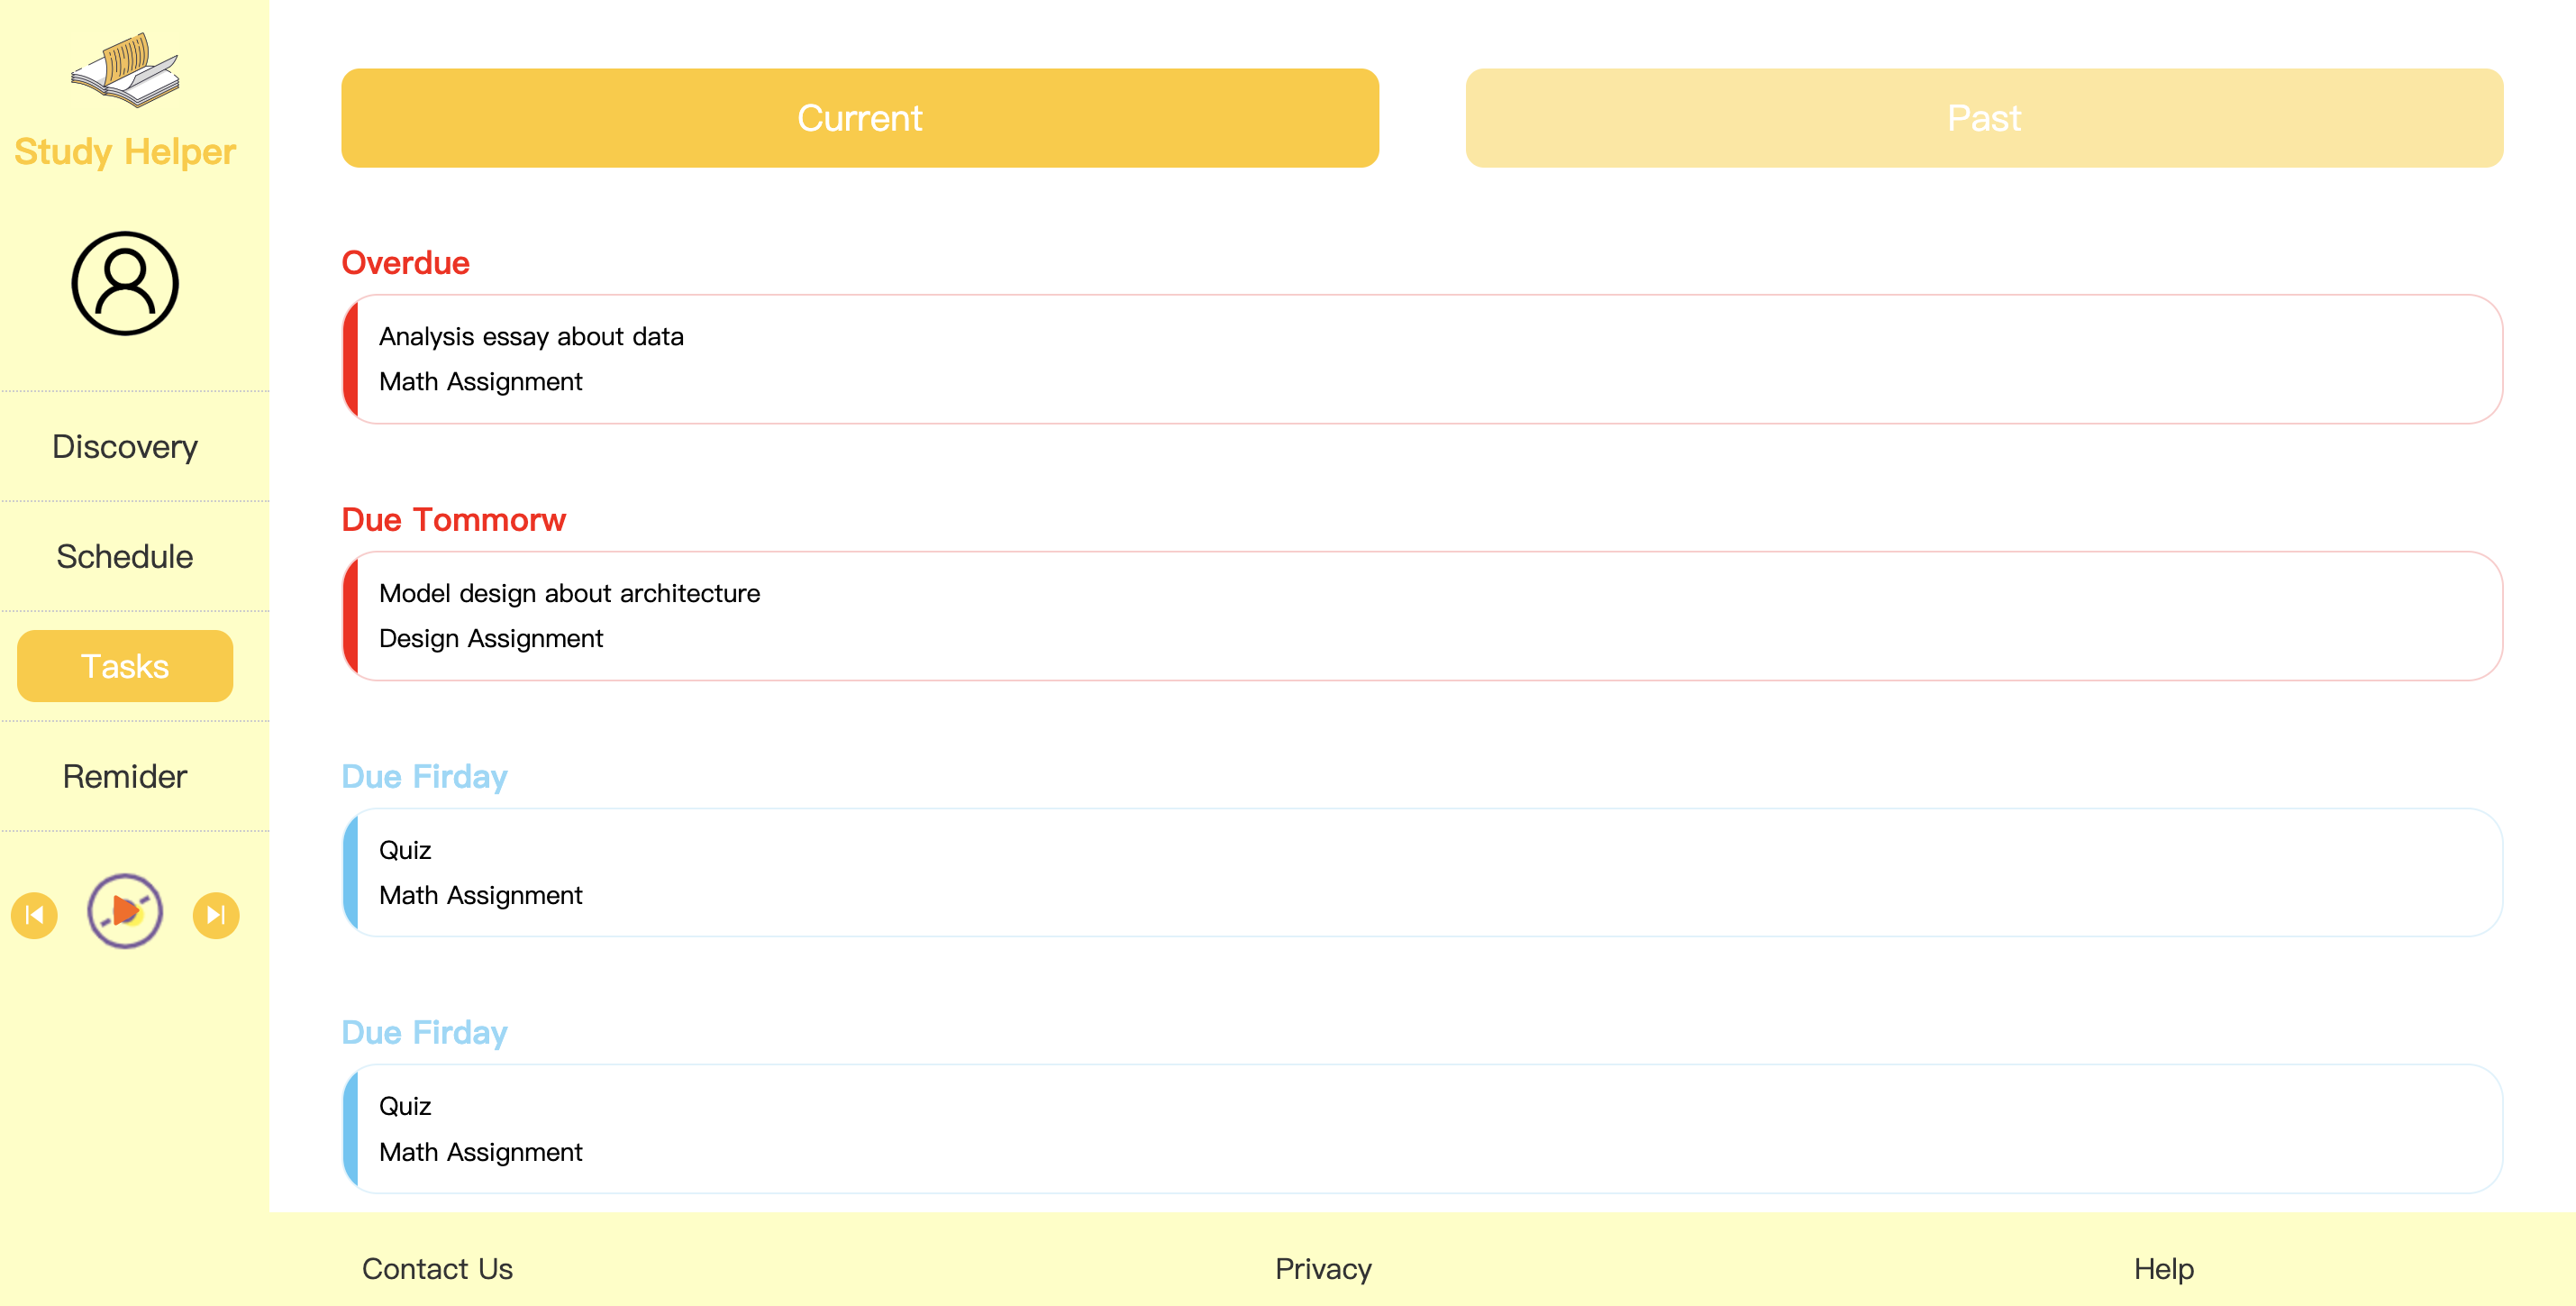 Study Helper
Discovery
Schedule
Tasks
Remider
Current
Past
Overdue
Analysis essay about data
Math Assignment
Due Tommorw
Model design about architecture
Design Assignment
Due Firday
Quiz
Math Assignment
Due Firday
Quiz
Math Assignment
Contact Us
Privacy
Help